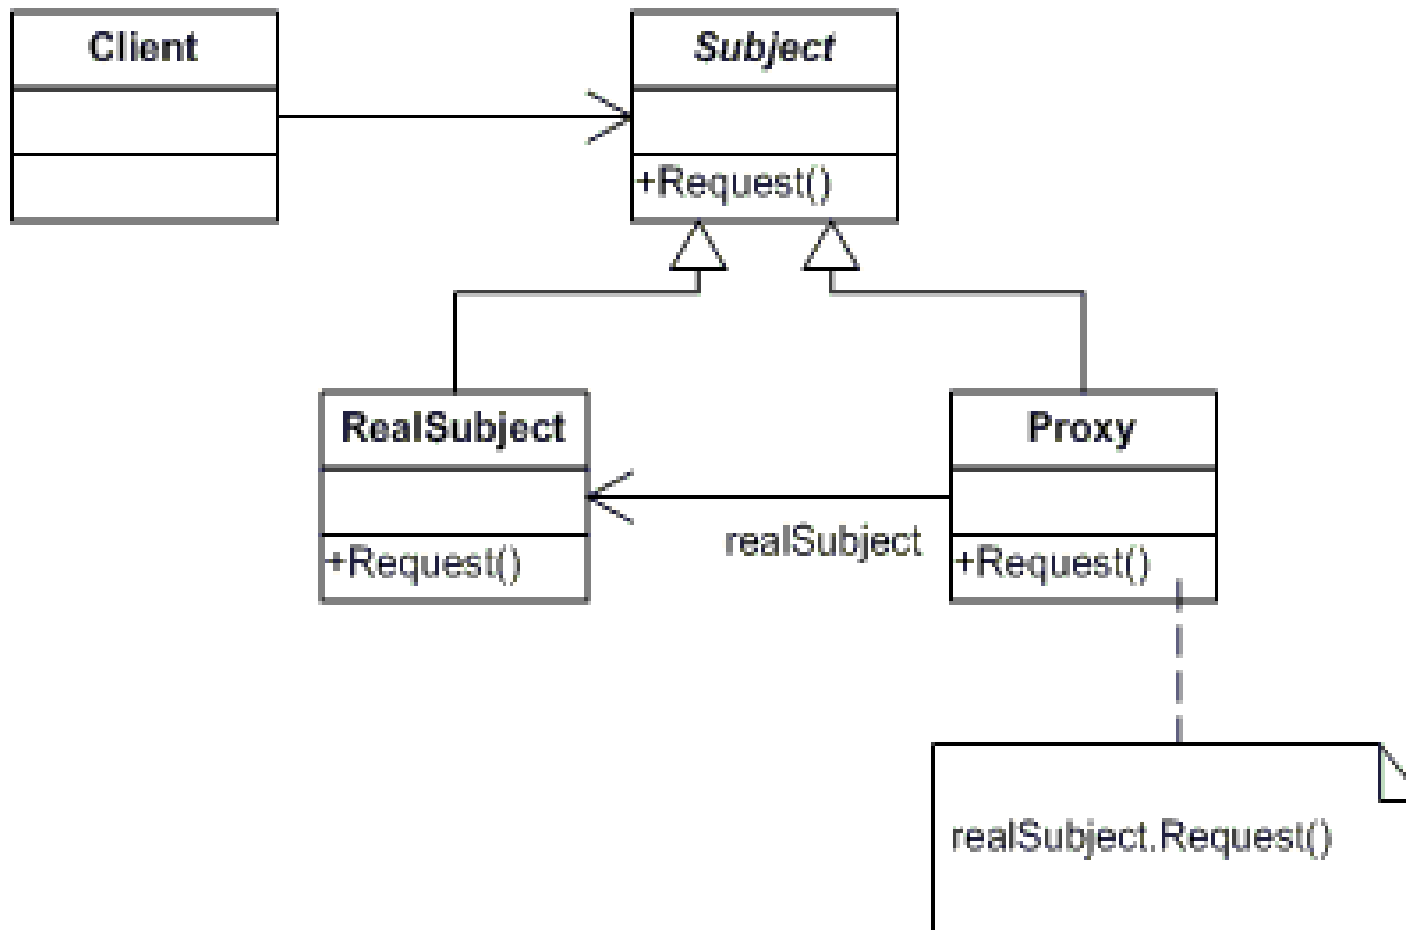 Client
Subject
+Request()
RealSubject
Proxy
realSubject
+Request()
+Request()
realSubject.Request()